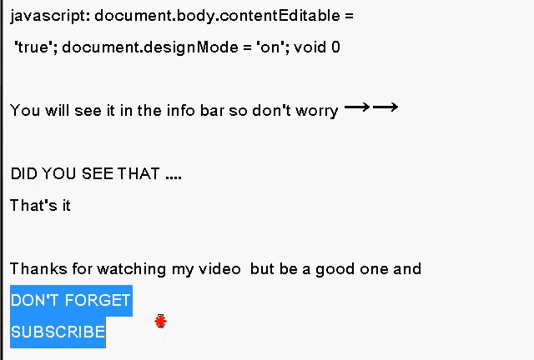 javascript: document.body.contentEditable =
'true'; document.designMode = 'on'; void 0
You will see it in the info bar so don't worry →→
DID YOU SEE THAT ....
That's it
Thanks for watching my video  but be a good one and
DON'T FORGET
SUBSCRIBE